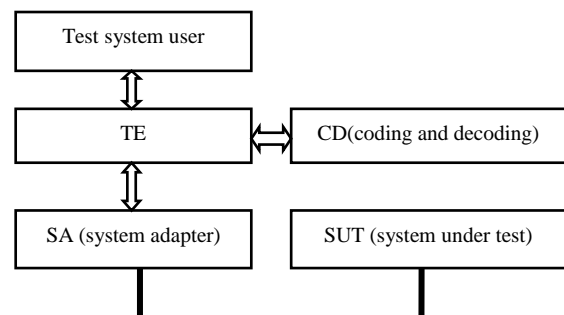 Test system user
TE
CD(coding and decoding)
SA (system adapter)
SUT (system under test)